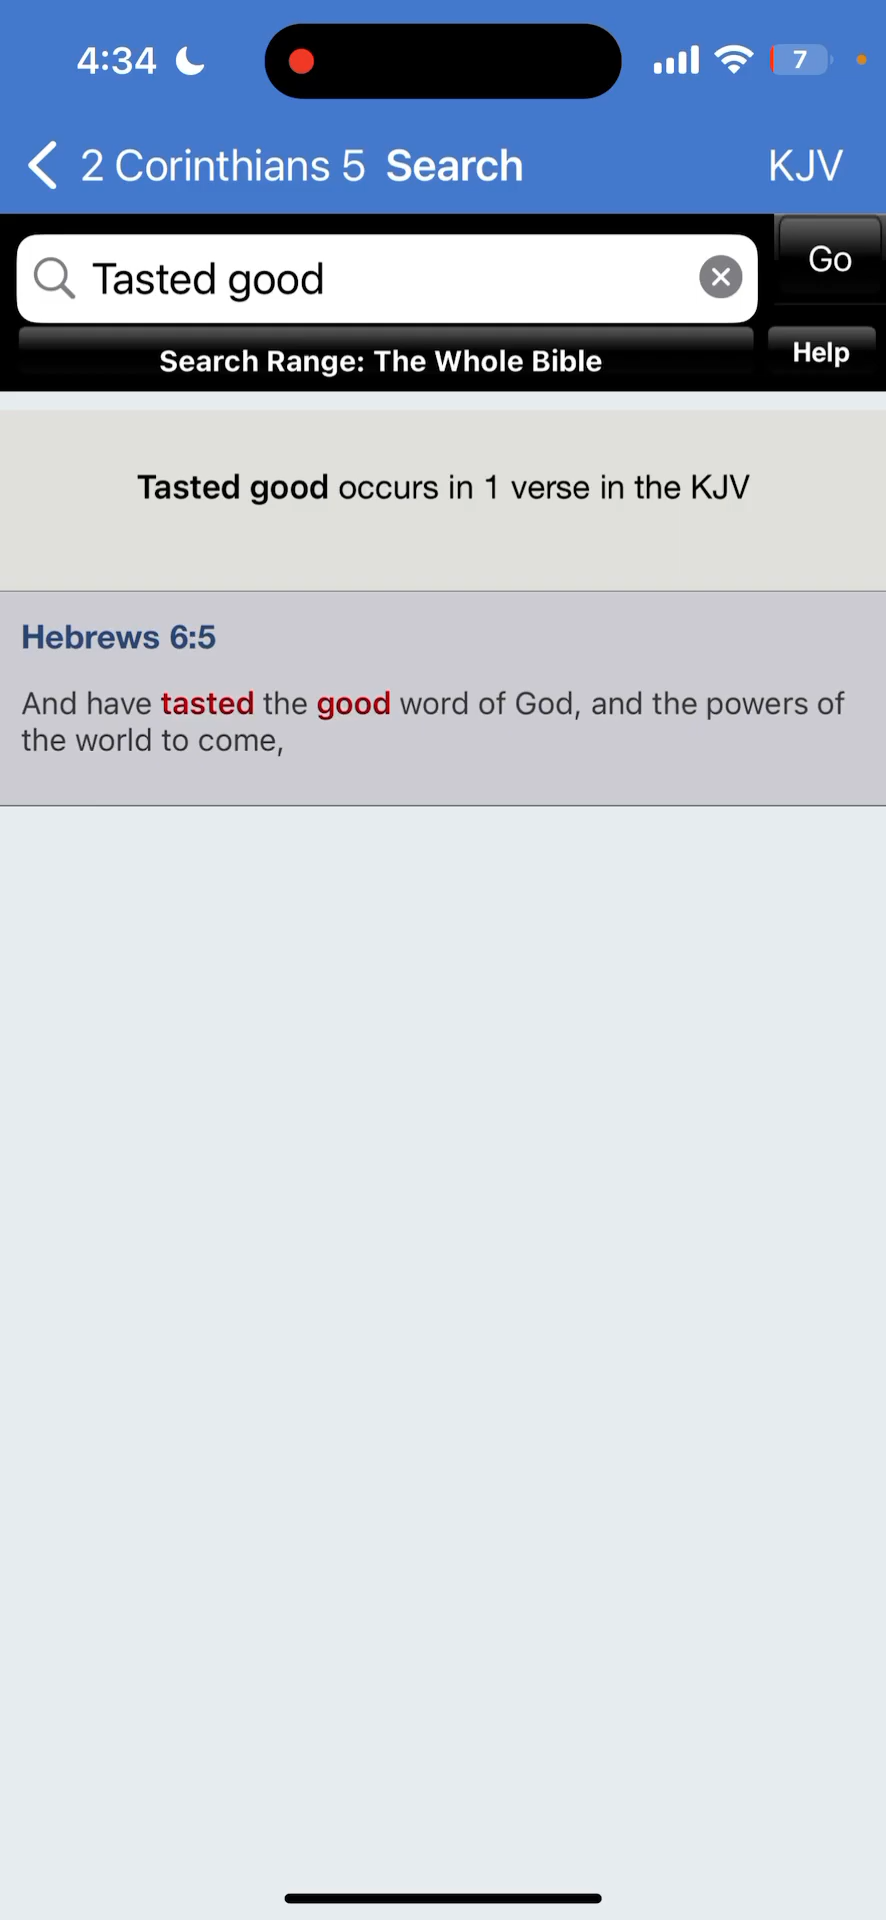 4:34
7
2 Corinthians 5 Search KJV
Tasted good
Go
Search Range: The Whole Bible
Help
Tasted good occurs in 1 verse in the KJV
Hebrews 6:5
And have tasted the good word of God, and the powers of
the world to come,